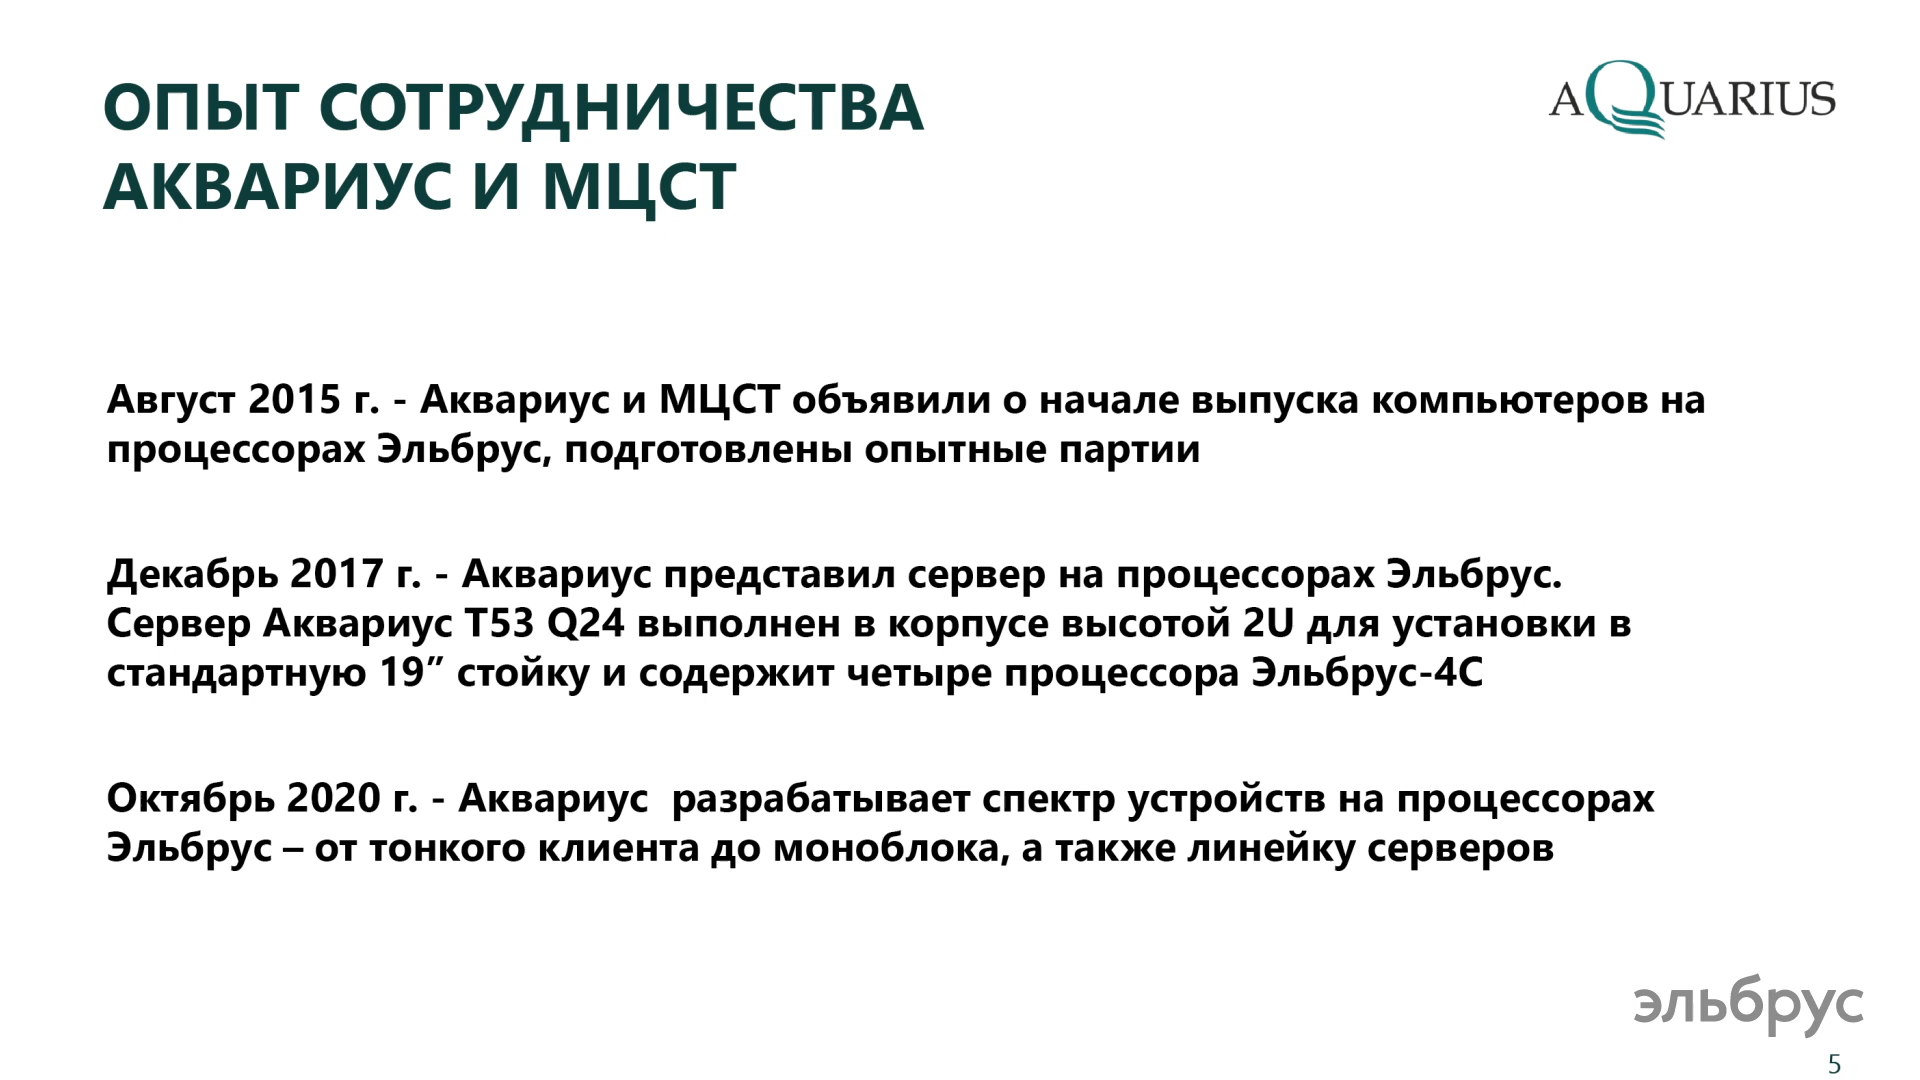 ОПЫТ СОТРУДНИЧЕСТВА
АКВАРИУС И МЦСТ
AQUARIUS
Август 2015 г. - Аквариус и МЦСТ объявили о начале выпуска компьютеров на
процессорах Эльбрус, подготовлены опытные партии
Декабрь 2017 г. - Аквариус представил сервер на процессорах Эльбрус.
Сервер Аквариус T53 Q24 выполнен в корпусе высотой 2U для установки в
стандартную 19” стойку и содержит четыре процессора Эльбрус-4С
Октябрь 2020 г. - Аквариус  разрабатывает спектр устройств на процессорах
Эльбрус – от тонкого клиента до моноблока, а также линейку серверов
эльбрус
5